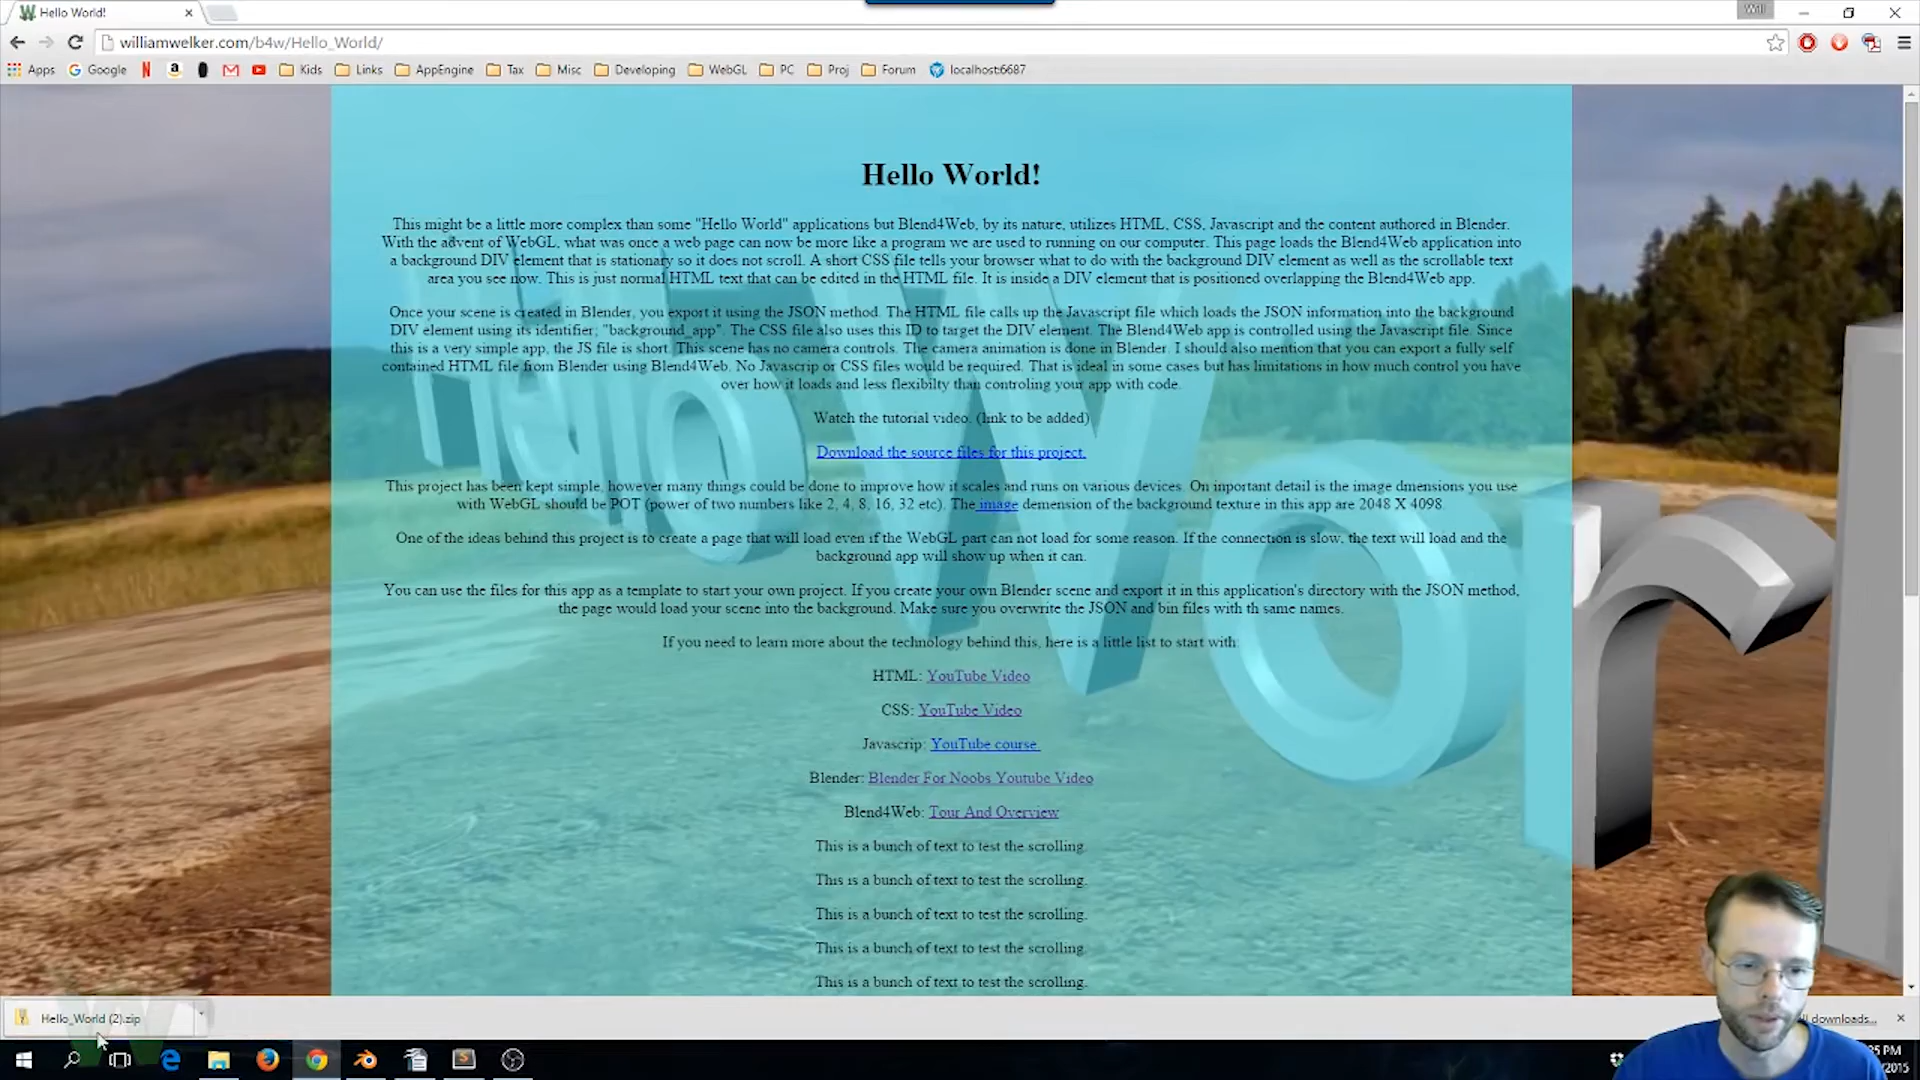 Hello World!
Will
williamwelker.com/b4w/Hello_World/
Apps Google Kids Links AppEngine Tax Misc Developing WebGL PC Proj Forum localhost:6687
Hello World!
This might be a little more complex than some "Hello World" applications but Blend4Web, by its nature, utilizes HTML, CSS, Javascript and the content authored in Blender.
With the advent of WebGL, what was once a web page can now be more like a program we are used to running on our computer. This page loads the Blend4Web application into
a background DIV element that is stationary so it does not scroll. A short CSS file tells your browser what to do with the background DIV element as well as the scrollable text
area you see now. This is just normal HTML text that can be edited in the HTML file. It is inside a DIV element that is positioned overlapping the Blend4Web app.
Once your scene is created in Blender, you export it using the JSON method. The HTML file calls up the Javascript file which loads the JSON information into the background
DIV element using its identifier; "background_app". The CSS file also uses this ID to target the DIV element. The Blend4Web app is controlled using the Javascript file. Since
this is a very simple app, the JS file is short. This scene has no camera controls. The camera animation is done in Blender. I should also mention that you can export a fully self
contained HTML file from Blender using Blend4Web. No Javascrip or CSS files would be required. That is ideal in some cases but has limitations in how much control you have
over how it loads and less flexibilty than controling your app with code.
Watch the tutorial video. (link to be added)
Download the source files for this project.
This project has been kept simple, however many things could be done to improve how it scales and runs on various devices. On inportant detail is the image dmensions you use
with WebGL should be POT (power of two numbers like 2, 4, 8, 16, 32 etc). The image demension of the background texture in this app are 2048 X 4098.
One of the ideas behind this project is to create a page that will load even if the WebGL part can not load for some reason. If the connection is slow, the text will load and the
background app will show up when it can.
You can use the files for this app as a template to start your own project. If you create your own Blender scene and export it in this application's directory with the JSON method,
the page would load your scene into the background. Make sure you overwrite the JSON and bin files with th same names.
If you need to learn more about the technology behind this, here is a little list to start with:
HTML: YouTube Video
CSS: YouTube Video
Javascrip: YouTube course.
Blender: Blender For Noobs Youtube Video
Blend4Web: Tour And Overview
This is a bunch of text to test the scrolling.
This is a bunch of text to test the scrolling.
This is a bunch of text to test the scrolling.
This is a bunch of text to test the scrolling.
This is a bunch of text to test the scrolling.
Hello Worl
Hello_World (2).zip
downloads...
35 PM
2015